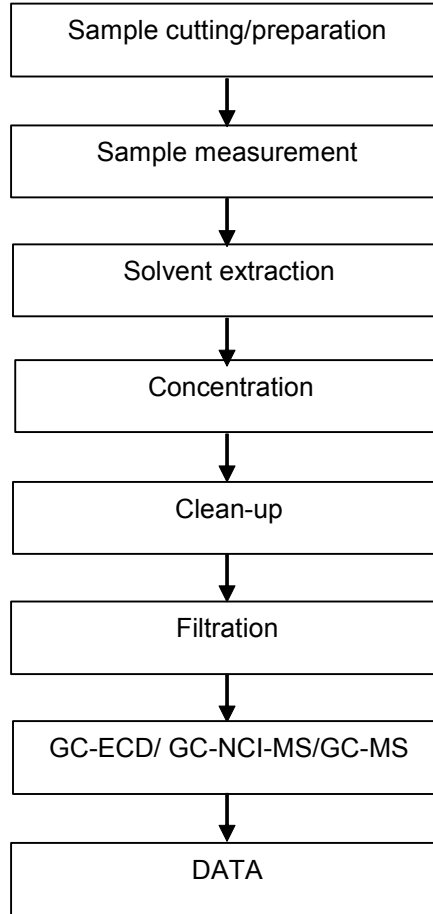 Sample cutting/preparation
Sample measurement
Solvent extraction
Concentration
Clean-up
Filtration
GC-ECD/ GC-NCI-MS/GC-MS
DATA